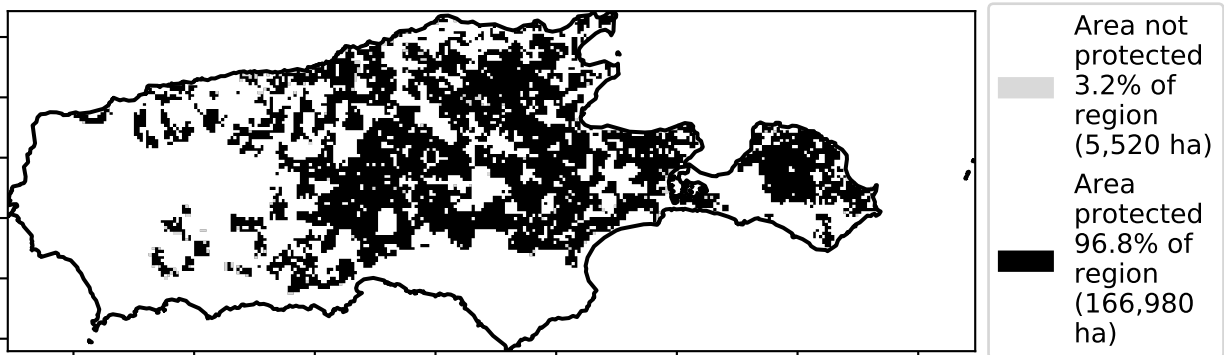 Area not
protected
3.2% of
region
(5,520 ha)
Area
protected
96.8% of
region
(166,980
ha)